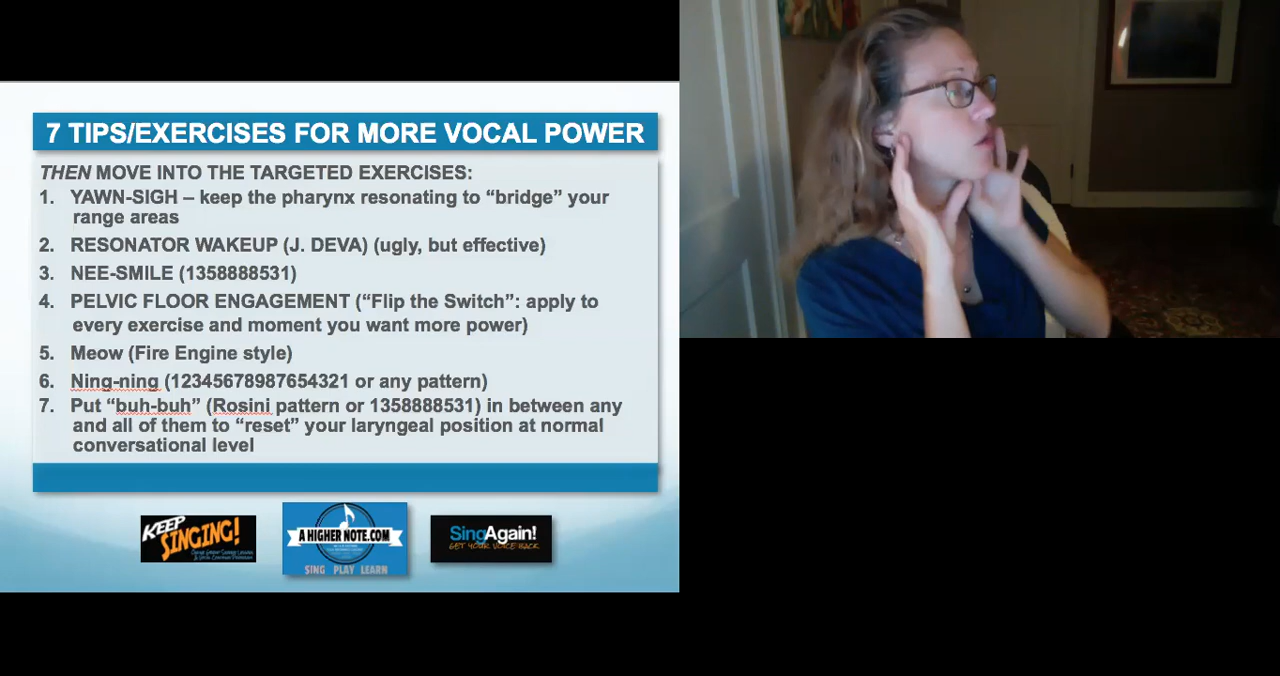 7 TIPS/EXERCISES FOR MORE VOCAL POWER
THEN MOVE INTO THE TARGETED EXERCISES:
1. YAWN-SIGH – keep the pharynx resonating to “bridge” your
range areas
2. RESONATOR WAKEUP (J. DEVA) (ugly, but effective)
3. NEE-SMILE (1358888531)
4. PELVIC FLOOR ENGAGEMENT (“Flip the Switch”: apply to
every exercise and moment you want more power)
5. Meow (Fire Engine style)
6. Ning-ning (12345678987654321 or any pattern)
7. Put “buh-buh” (Rosini pattern or 1358888531) in between any
and all of them to “reset” your laryngeal position at normal
conversational level
KEEP
SINGING!
A HIGHER NOTE.COM
SING PLAY LEARN
SingAgain!
GET YOUR VOICE BACK